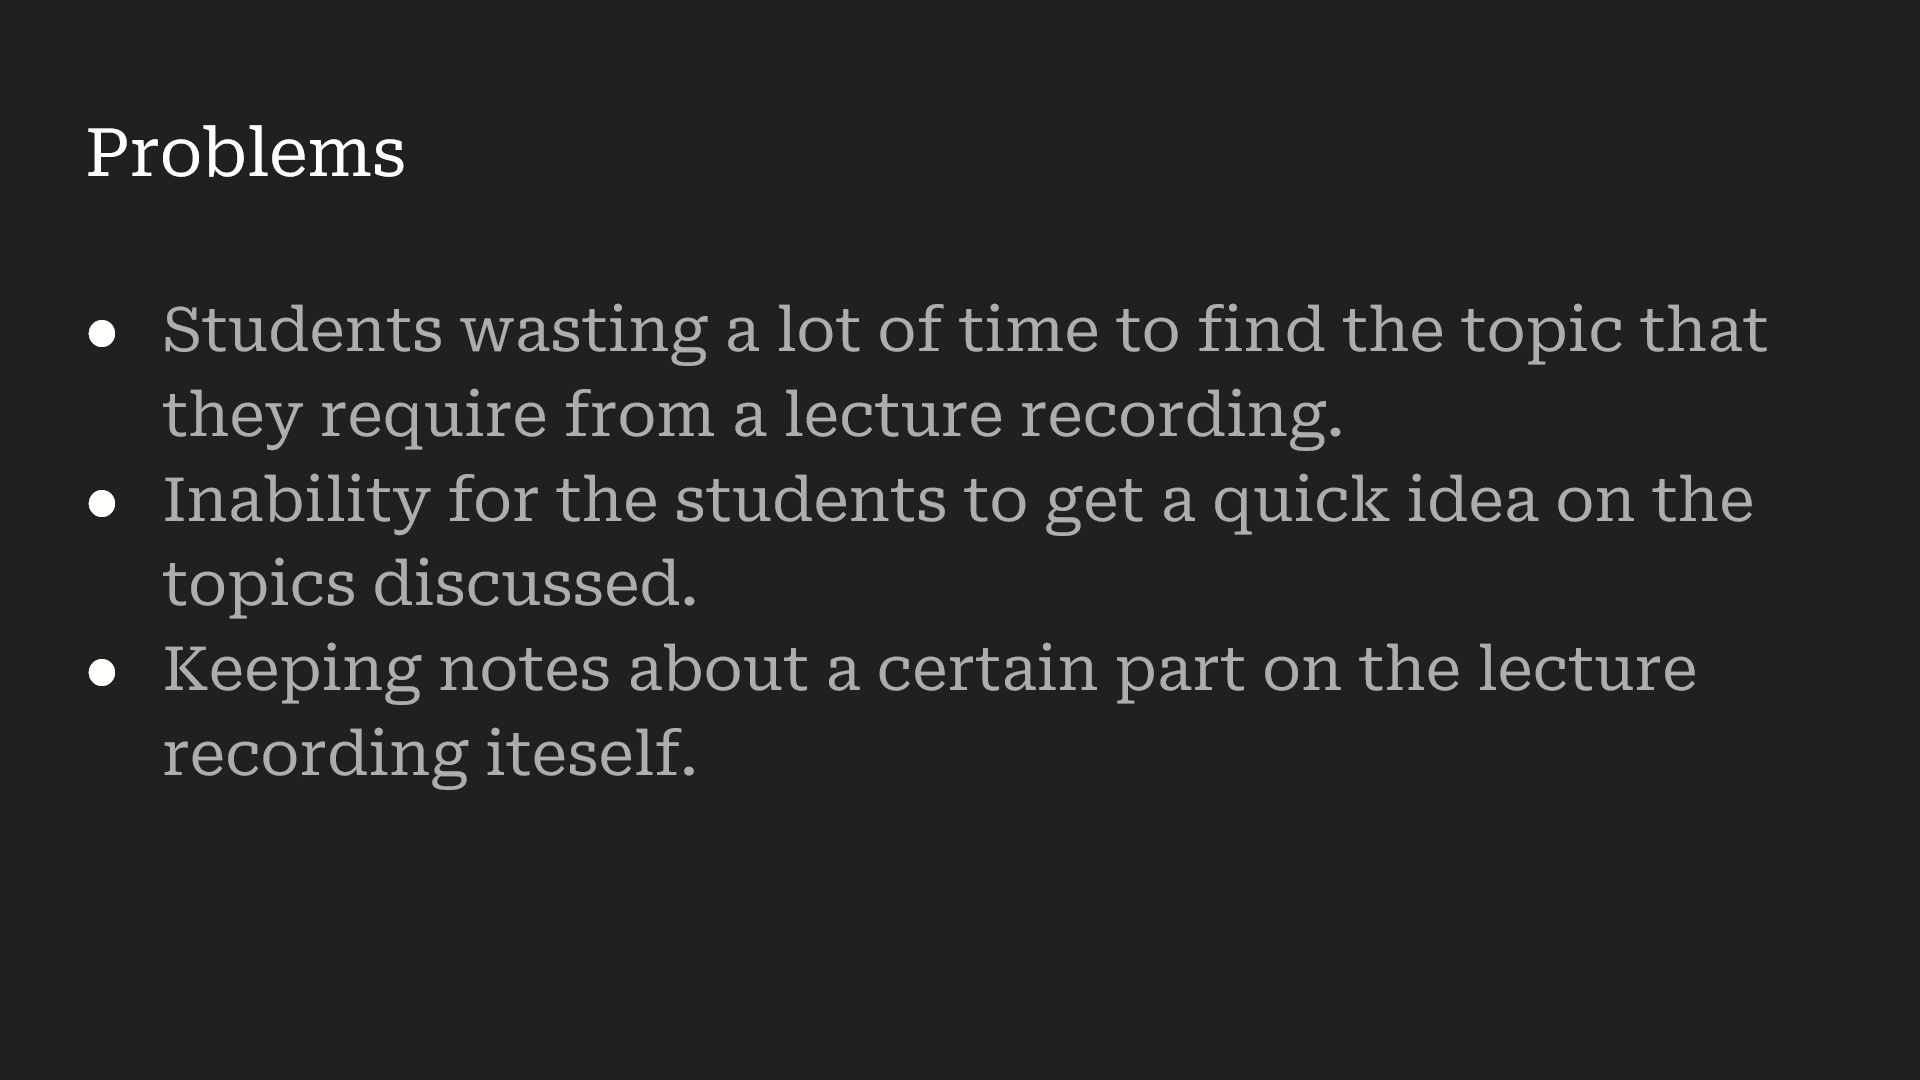 Problems
● Students wasting a lot of time to find the topic that
they require from a lecture recording.
● Inability for the students to get a quick idea on the
topics discussed.
● Keeping notes about a certain part on the lecture
recording iteself.